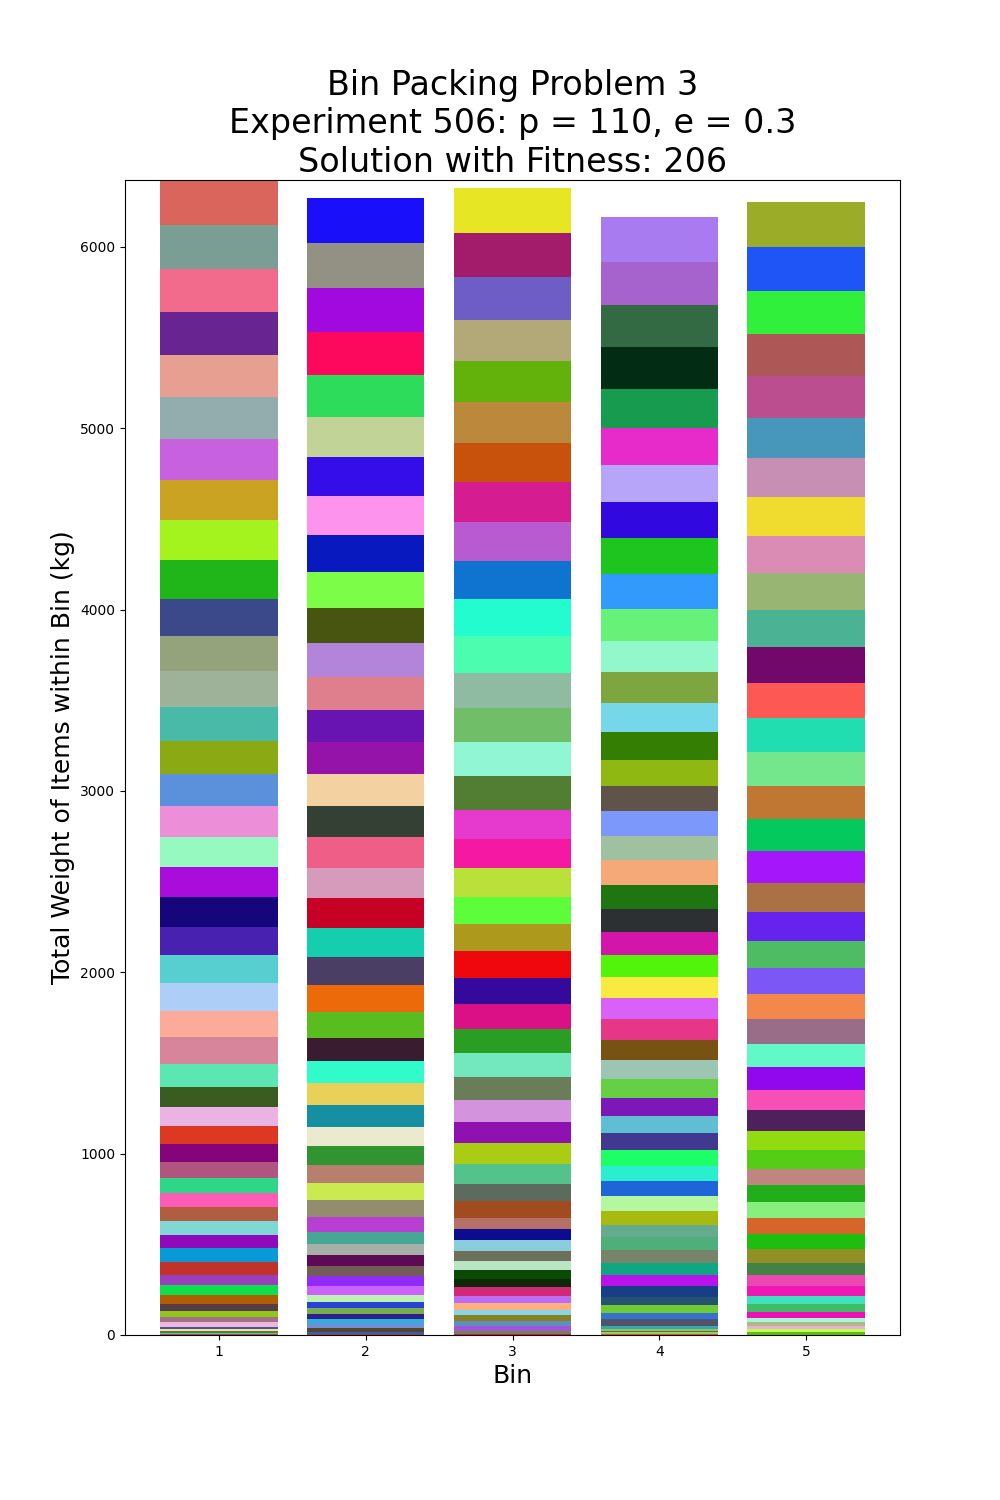 Bin Packing Problem 3
Experiment 506: p = 110, e = 0.3
Solution with Fitness: 206
Total Weight of Items within Bin (kg)
6000
5000
4000
3000
2000
1000
0
1 2 3 4 5
Bin